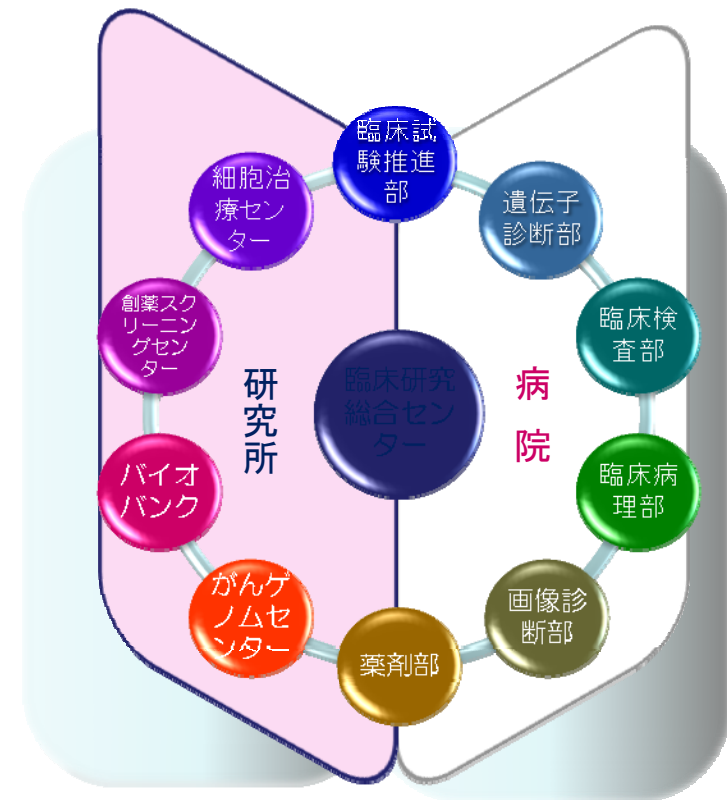 臨床試
験推進
部
遺伝子
診断部
臨床検
査部
臨床病
理部
画像診
断部
薬剤部
がんゲ
ノムセ
ンター
バイオ
バンク
創薬スク
リーニン
グセン
ター
細胞治
療セン
ター
研究所
臨床研究
総合セン
ター
病院